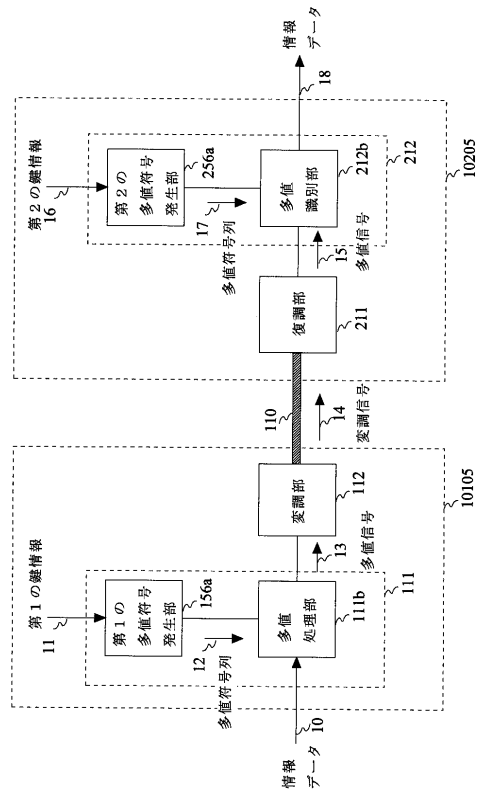 情報
データ
10
第1の鍵情報
11
第1の
多値符号
発生部
156a
12
多値符号列
多値
処理部
111b
111
13
多値信号
変調部
112
10105
110
14
変調信号
復調部
211
15
多値信号
第2の鍵情報
16
第2の
多値符号
発生部
256a
17
多値符号列
多値
識別部
212b
212
10205
18
情報
データ